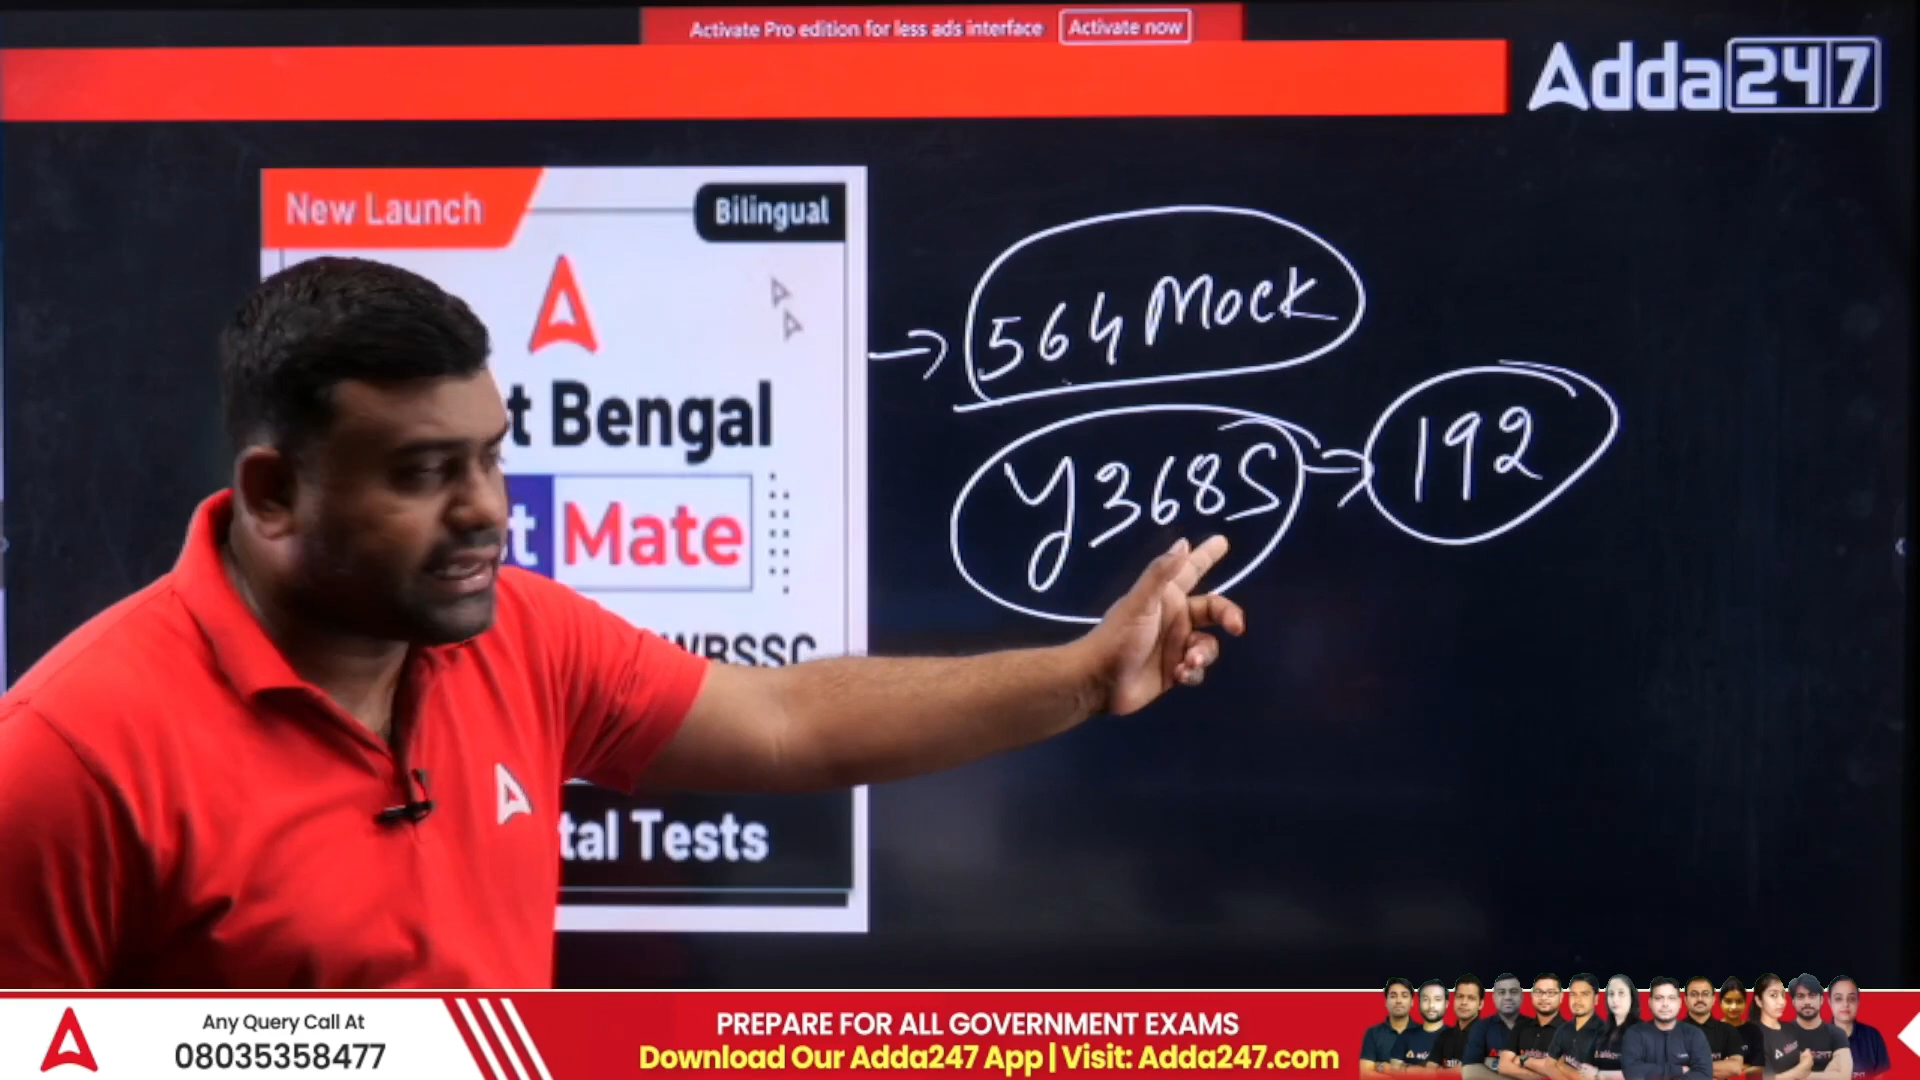 Activate Pro edition for less ads interface Activate now
Adda247
New Launch
Bilingual
t Bengal
t Mate
WBSSC
tal Tests
564 Mock
Y368S
192
Any Query Call At
08035358477
PREPARE FOR ALL GOVERNMENT EXAMS
Download Our Adda247 App | Visit: Adda247.com